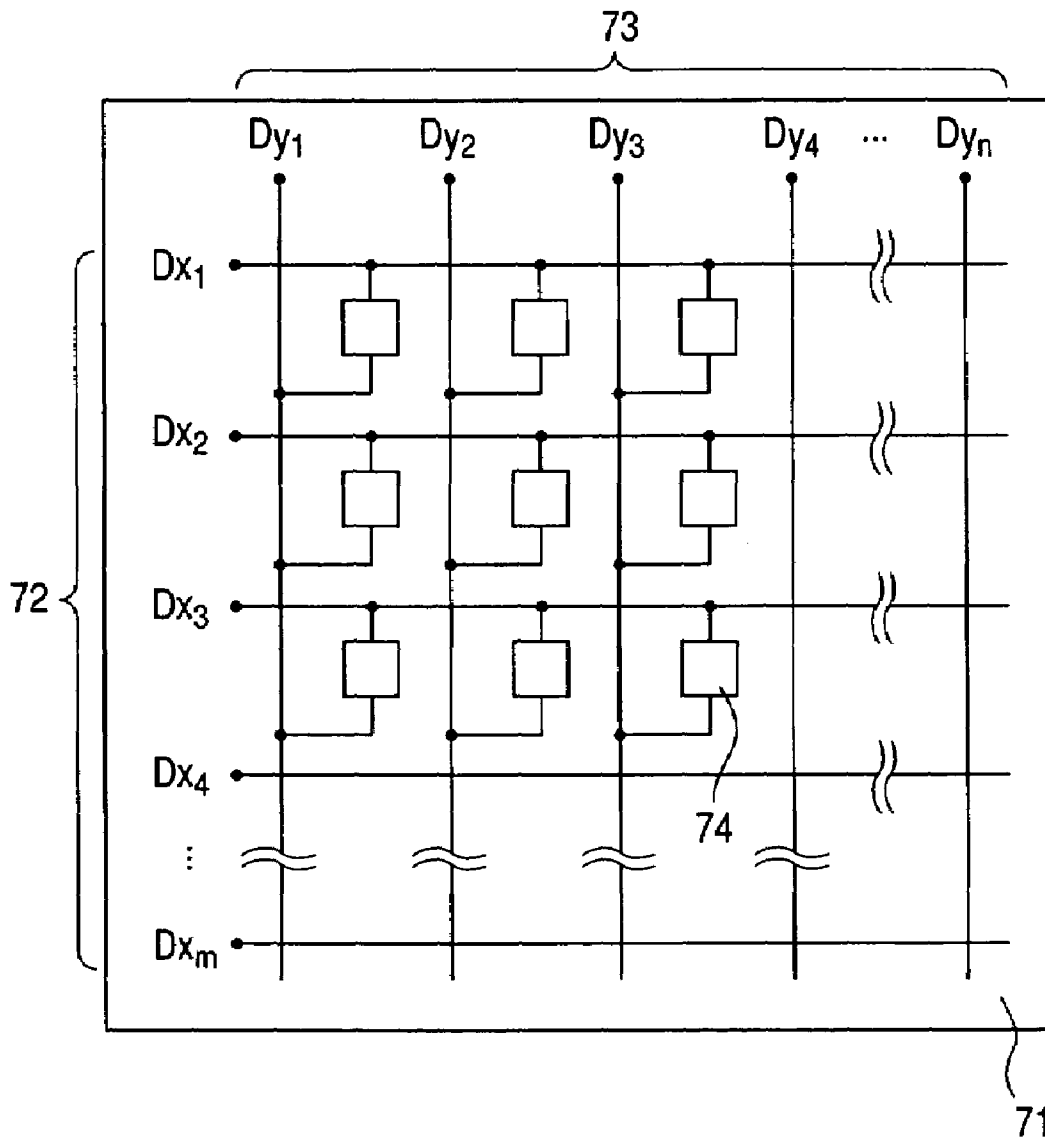 73
Dy₁ Dy₂ Dy₃ Dy₄ ... Dyₙ
Dx₁
Dx₂
72
Dx₃
Dx₄
74
⋮
Dxₘ
71